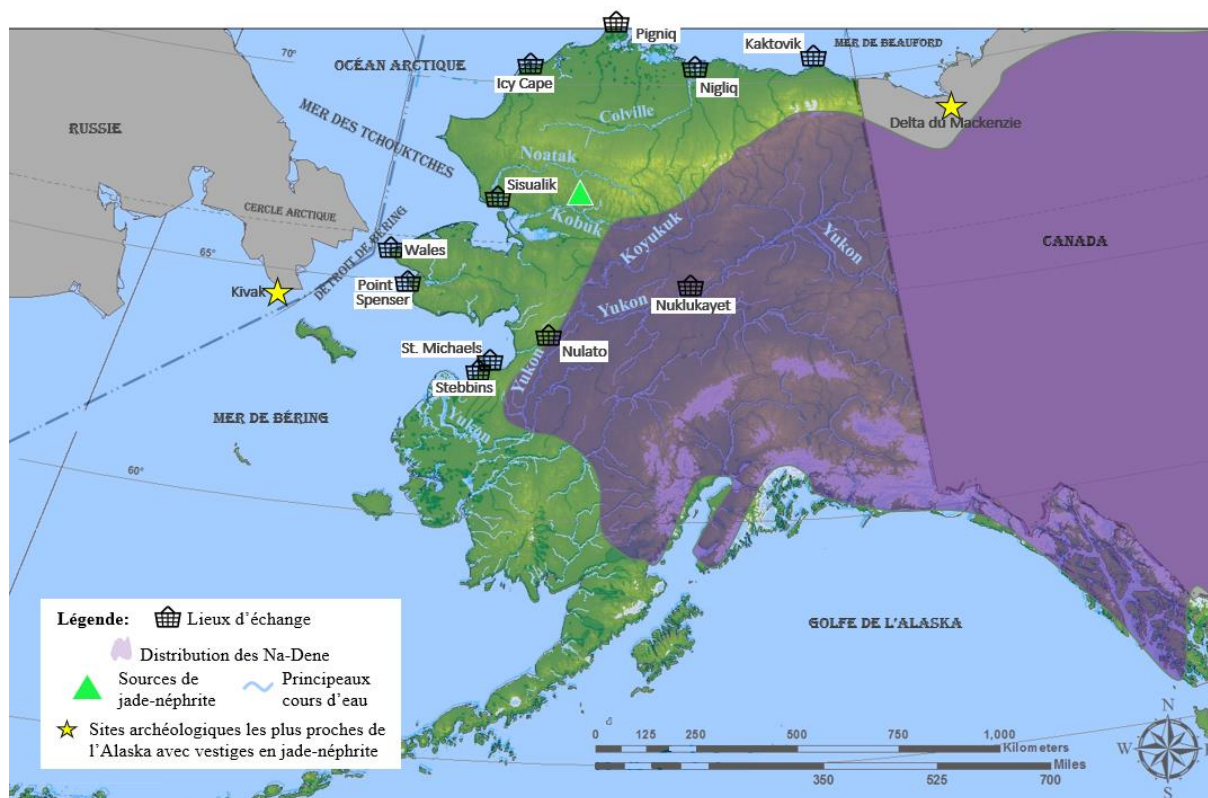 Pigniq
Kaktovik
MER DE BEAUFORD
70°
OCÉAN ARCTIQUE
Icy Cape
Nigliq
MER DES TCHOUKTCHES
Colville
Delta du Mackenzie
RUSSIE
Noatak
Sisualik
Kobuk
CERCLE ARCTIQUE
Koyukuk
Yukon
CANADA
65°
DÉTROIT DE BÉRING
Wales
Kivak
Point
Spenser
Yukon
Nuklukayet
St. Michaels
Nulato
Stebbins
Yukon
Yukon
MER DE BÉRING
60°
GOLFE DE L'ALASKA
Légende:
Lieux d'échange
Distribution des Na-Dene
Sources de
jade-néphrite
Principeaux
cours d'eau
Sites archéologiques les plus proches de
l'Alaska avec vestiges en jade-néphrite
0 125 250 500 750 1,000
Kilometers
350 525 700
Miles
N
W
S